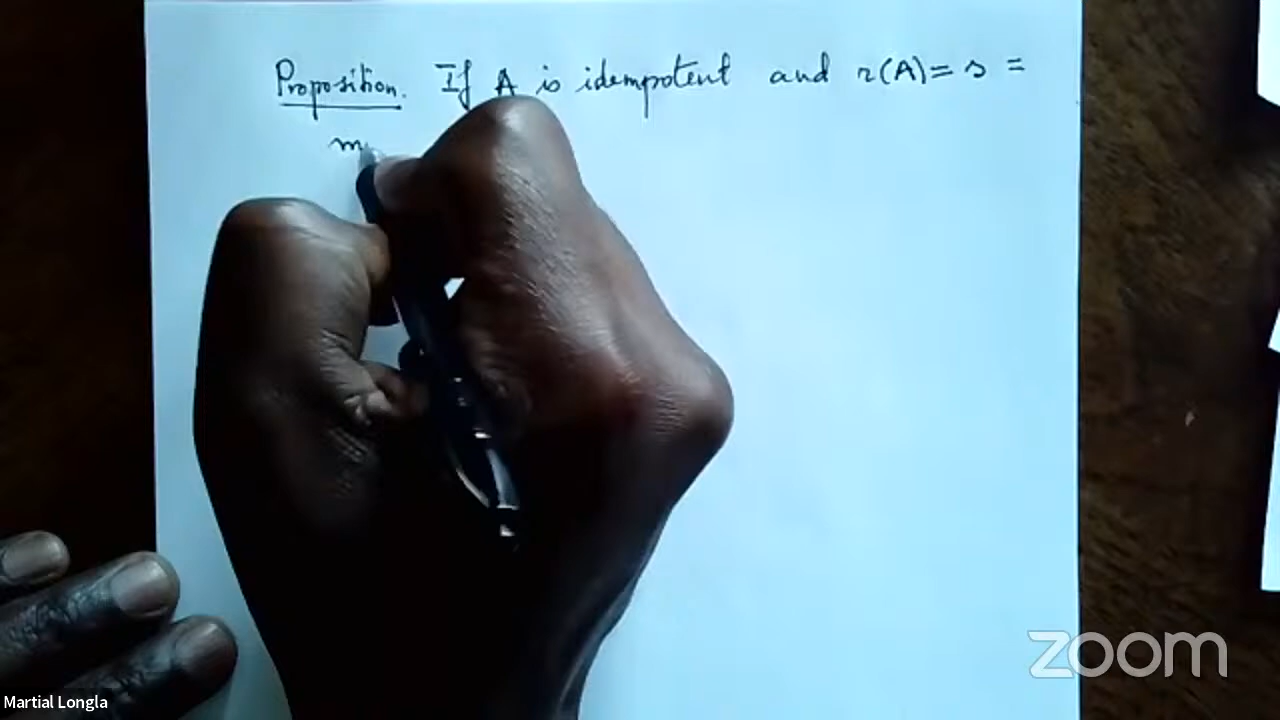 Proposition. If A is idempotent and r(A) = s =
m
zoom
Martial Longla